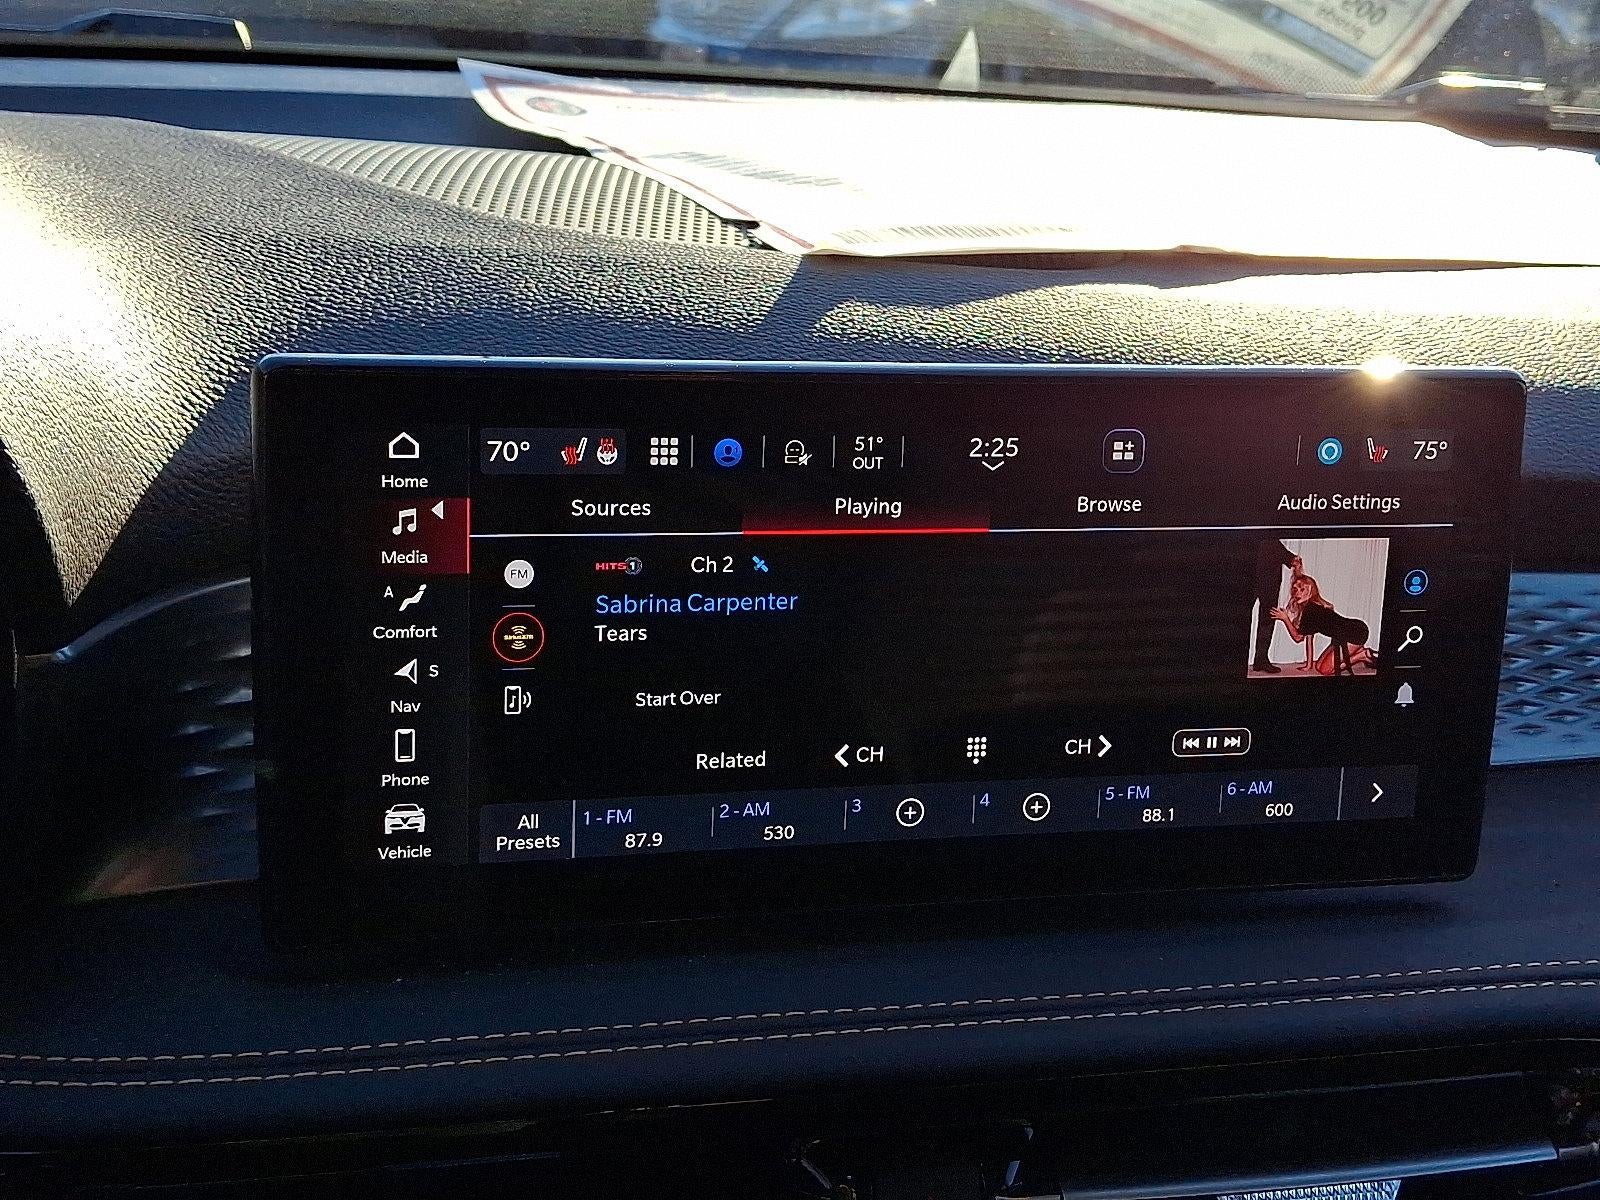 200
Home
70°
51°
OUT
2:25
75°
Sources
Playing
Browse
Audio Settings
Media
FM
HITS 1
Ch 2
Sabrina Carpenter
SiriusXM
Tears
A
Comfort
S
Nav
Start Over
Related
CH
CH
Phone
All
Presets
1 - FM
87.9
2 - AM
530
3
4
5 - FM
88.1
6 - AM
600
Vehicle